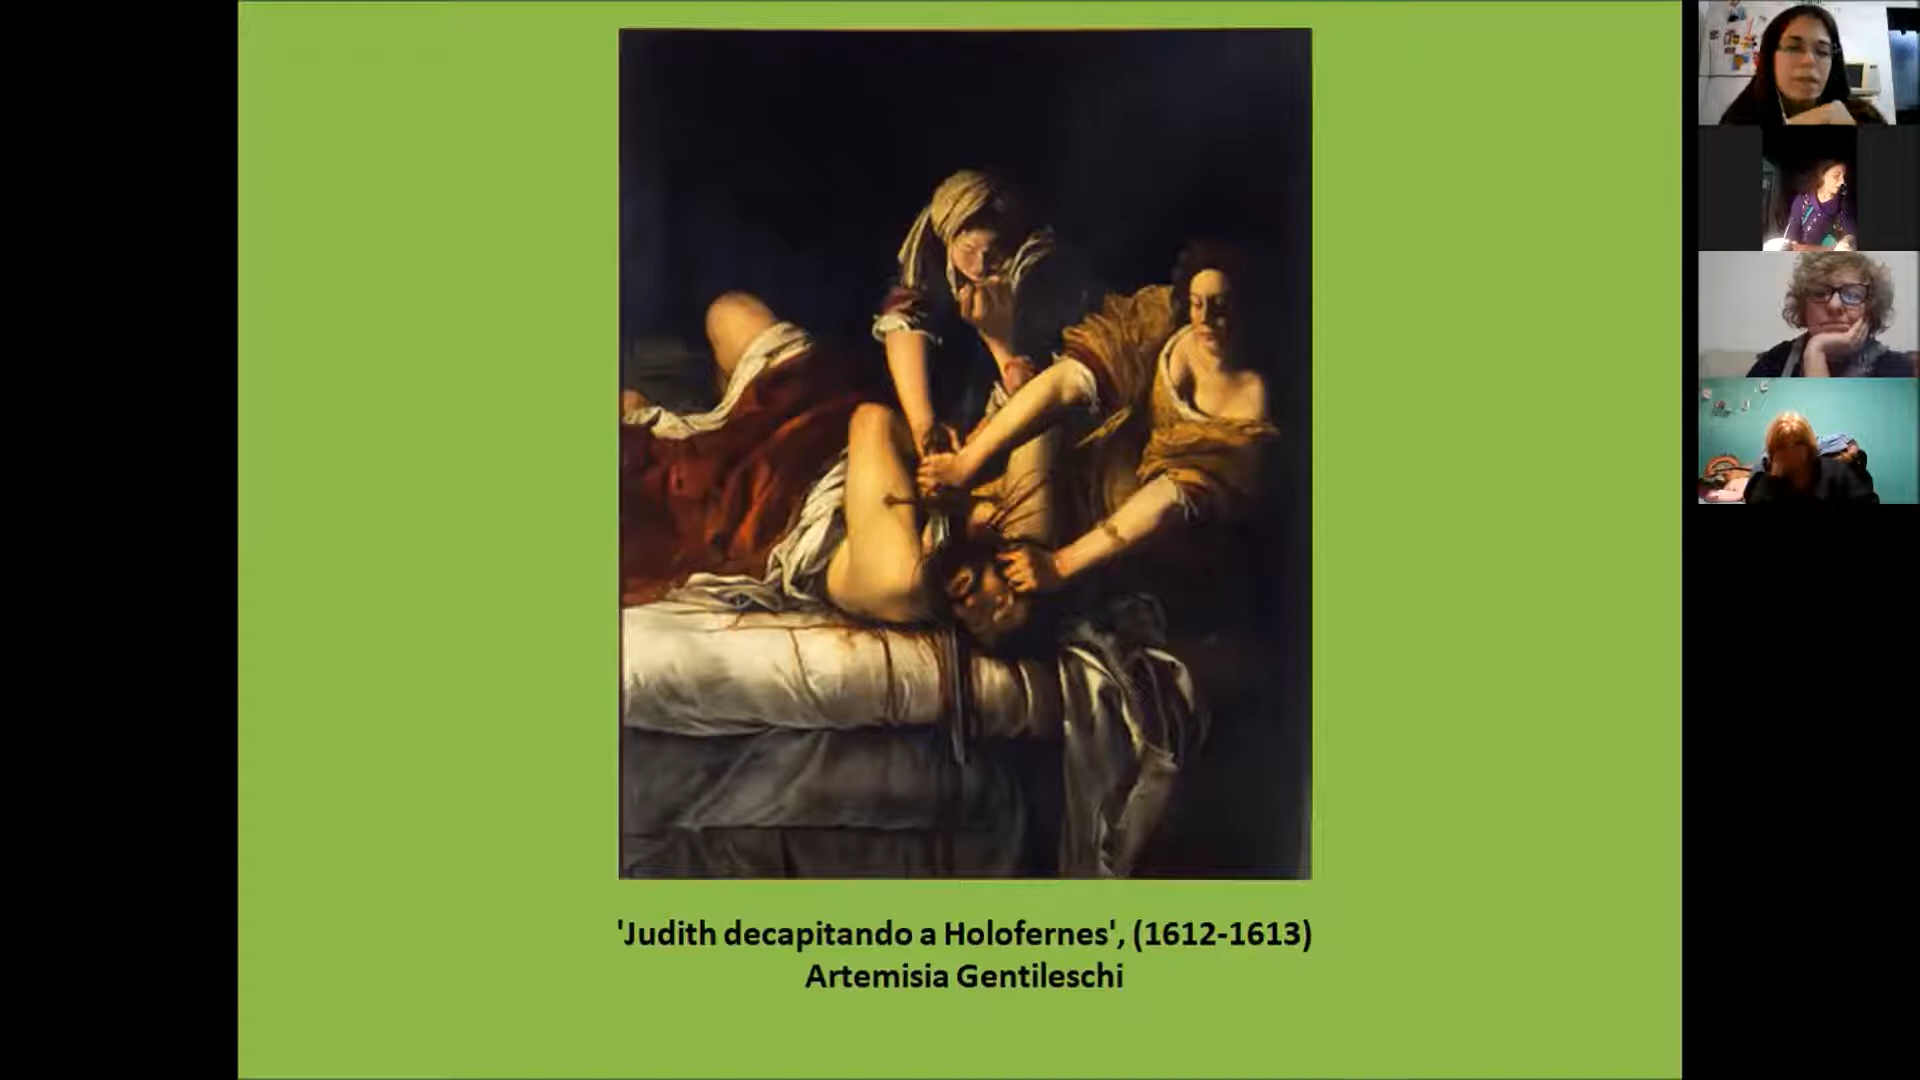 'Judith decapitando a Holofernes', (1612-1613)
Artemisia Gentileschi